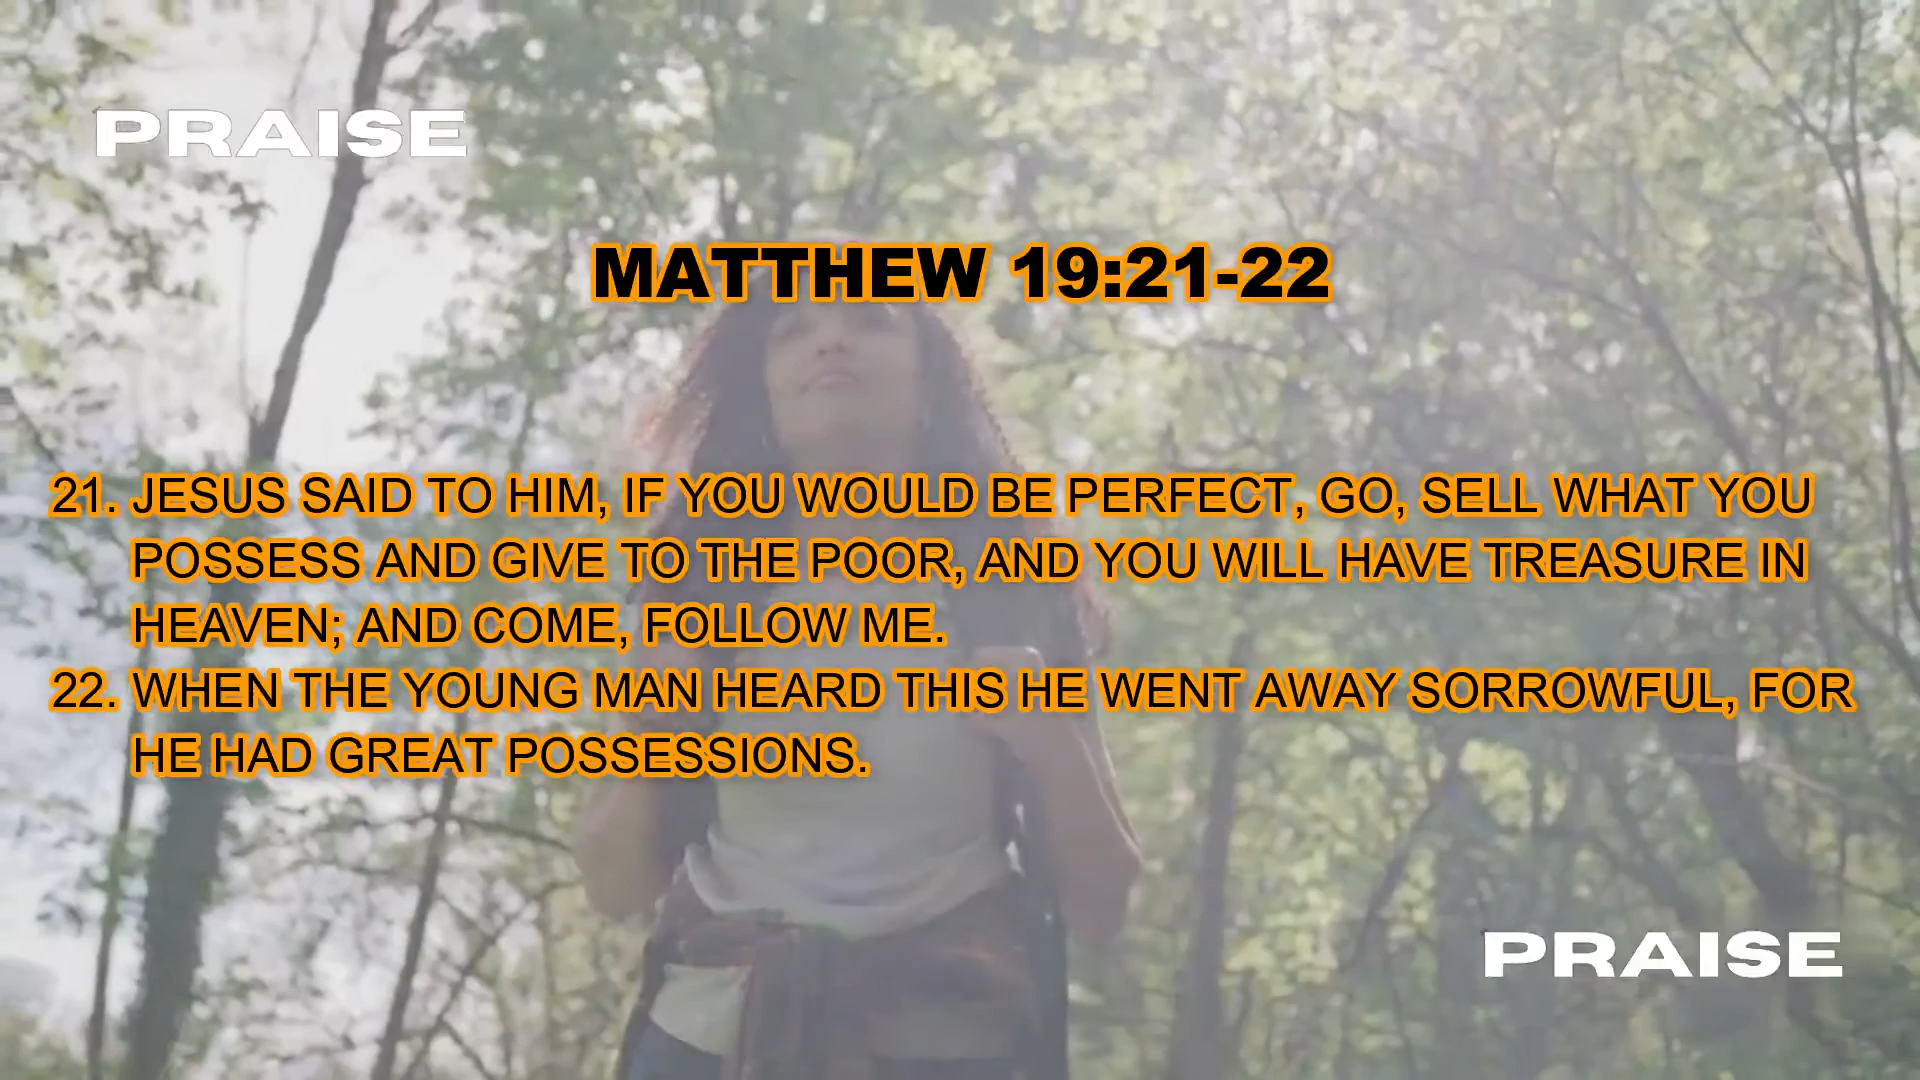 PRAISE
MATTHEW 19:21-22
21. JESUS SAID TO HIM, IF YOU WOULD BE PERFECT, GO, SELL WHAT YOU
POSSESS AND GIVE TO THE POOR, AND YOU WILL HAVE TREASURE IN
HEAVEN; AND COME, FOLLOW ME.
22. WHEN THE YOUNG MAN HEARD THIS HE WENT AWAY SORROWFUL, FOR
HE HAD GREAT POSSESSIONS.
PRAISE